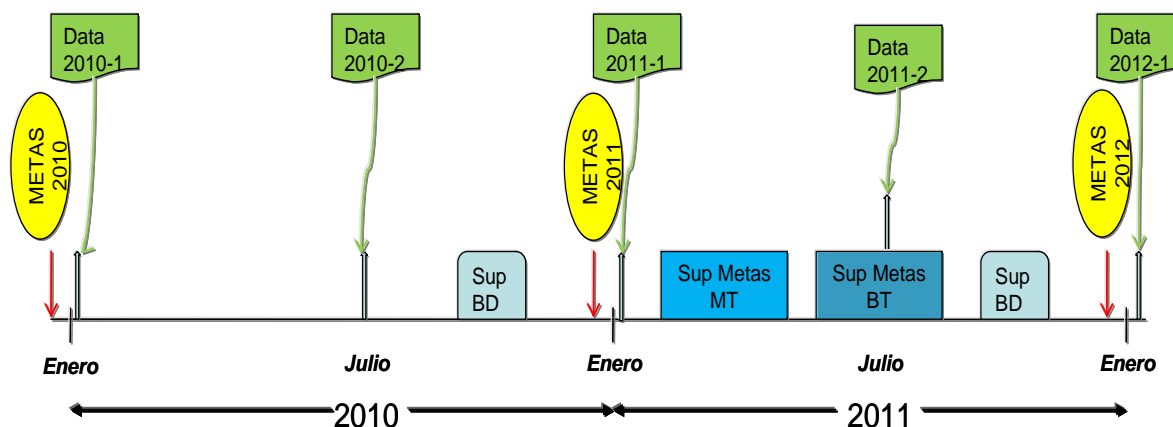 Data
2010-1
Data
2010-2
Data
2011-1
Data
2011-2
Data
2012-1
METAS
2010
METAS
2011
METAS
2012
Sup
BD
Sup Metas
MT
Sup Metas
BT
Sup
BD
Enero
Julio
Enero
Julio
Enero
2010
2011